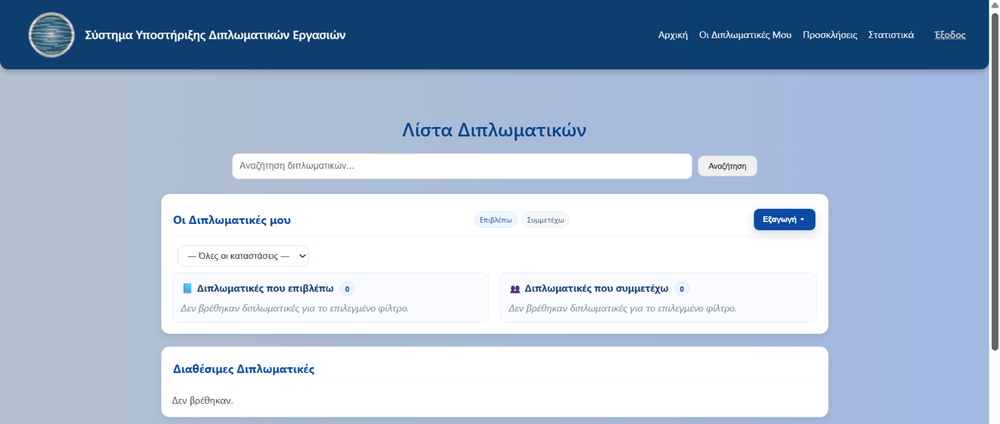 Σύστημα Υποστήριξης Διπλωματικών Εργασιών
Αρχική Οι Διπλωματικές Μου Προσκλήσεις Στατιστικά Έξοδος
Λίστα Διπλωματικών
Αναζήτηση διπλωματικών... Αναζήτηση
Οι Διπλωματικές μου Επιβλέπω Συμμετέχω Εξαγωγή
— Όλες οι καταστάσεις —
Διπλωματικές που επιβλέπω 0
Δεν βρέθηκαν διπλωματικές για το επιλεγμένο φίλτρο.
Διπλωματικές που συμμετέχω 0
Δεν βρέθηκαν διπλωματικές για το επιλεγμένο φίλτρο.
Διαθέσιμες Διπλωματικές
Δεν βρέθηκαν.